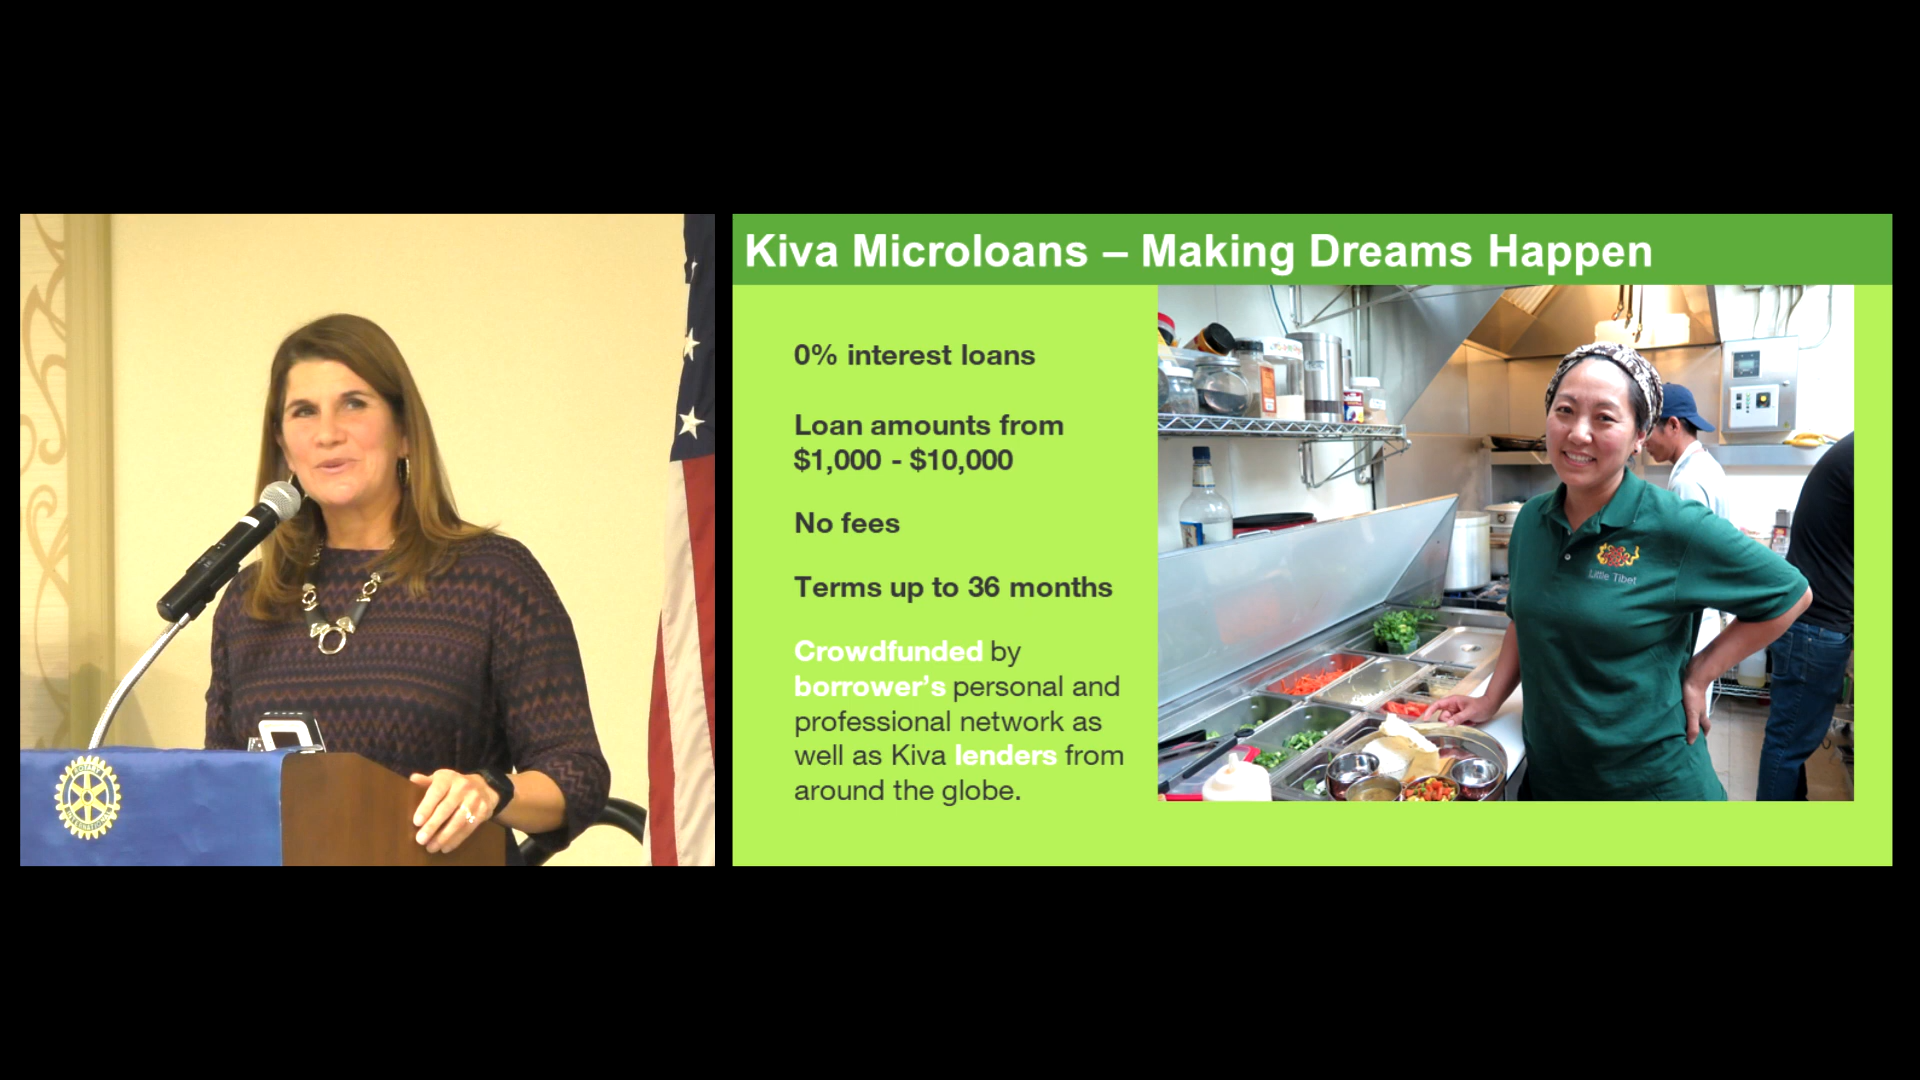 Kiva Microloans – Making Dreams Happen
0% interest loans
Loan amounts from
$1,000 - $10,000
No fees
Terms up to 36 months
Crowdfunded by
borrower’s personal and
professional network as
well as Kiva lenders from
around the globe.
Little Tibet
ROTARY
INTERNATIONAL